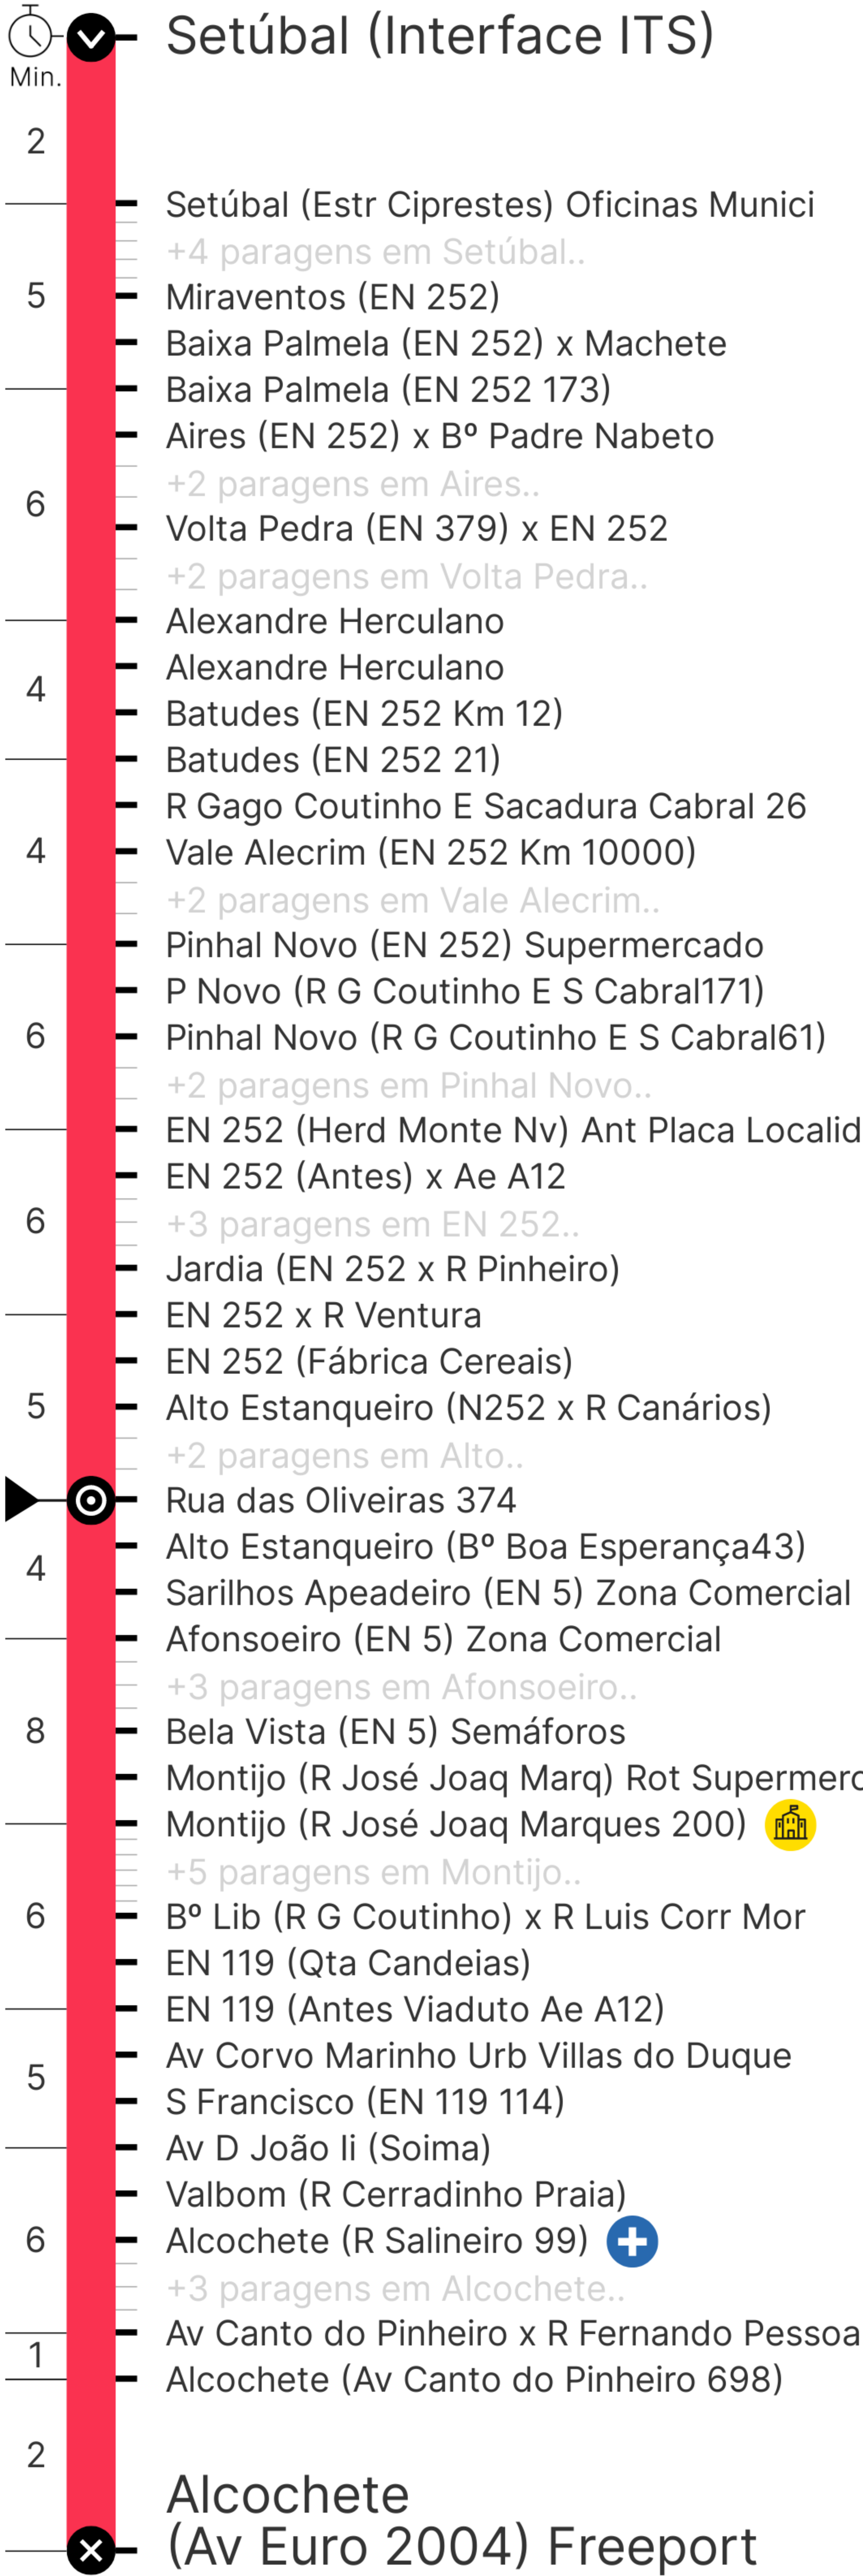 Setúbal (Interface ITS)
Min.
2
Setúbal (Estr Ciprestes) Oficinas Munici
+4 paragens em Setúbal..
5
Miraventos (EN 252)
Baixa Palmela (EN 252) x Machete
Baixa Palmela (EN 252 173)
Aires (EN 252) x Bº Padre Nabeto
+2 paragens em Aires..
6
Volta Pedra (EN 379) x EN 252
+2 paragens em Volta Pedra..
Alexandre Herculano
Alexandre Herculano
4
Batudes (EN 252 Km 12)
Batudes (EN 252 21)
R Gago Coutinho E Sacadura Cabral 26
4
Vale Alecrim (EN 252 Km 10000)
+2 paragens em Vale Alecrim..
Pinhal Novo (EN 252) Supermercado
P Novo (R G Coutinho E S Cabral171)
6
Pinhal Novo (R G Coutinho E S Cabral61)
+2 paragens em Pinhal Novo..
EN 252 (Herd Monte Nv) Ant Placa Localid
EN 252 (Antes) x Ae A12
6
+3 paragens em EN 252..
Jardia (EN 252 x R Pinheiro)
EN 252 x R Ventura
EN 252 (Fábrica Cereais)
5
Alto Estanqueiro (N252 x R Canários)
+2 paragens em Alto..
Rua das Oliveiras 374
Alto Estanqueiro (Bº Boa Esperança43)
4
Sarilhos Apeadeiro (EN 5) Zona Comercial
Afonsoeiro (EN 5) Zona Comercial
+3 paragens em Afonsoeiro..
8
Bela Vista (EN 5) Semáforos
Montijo (R José Joaq Marq) Rot Supermerc
Montijo (R José Joaq Marques 200)
+5 paragens em Montijo..
6
Bº Lib (R G Coutinho) x R Luis Corr Mor
EN 119 (Qta Candeias)
EN 119 (Antes Viaduto Ae A12)
Av Corvo Marinho Urb Villas do Duque
5
S Francisco (EN 119 114)
Av D João Ii (Soima)
Valbom (R Cerradinho Praia)
6
Alcochete (R Salineiro 99)
+3 paragens em Alcochete..
Av Canto do Pinheiro x R Fernando Pessoa
1
Alcochete (Av Canto do Pinheiro 698)
2
Alcochete
(Av Euro 2004) Freeport